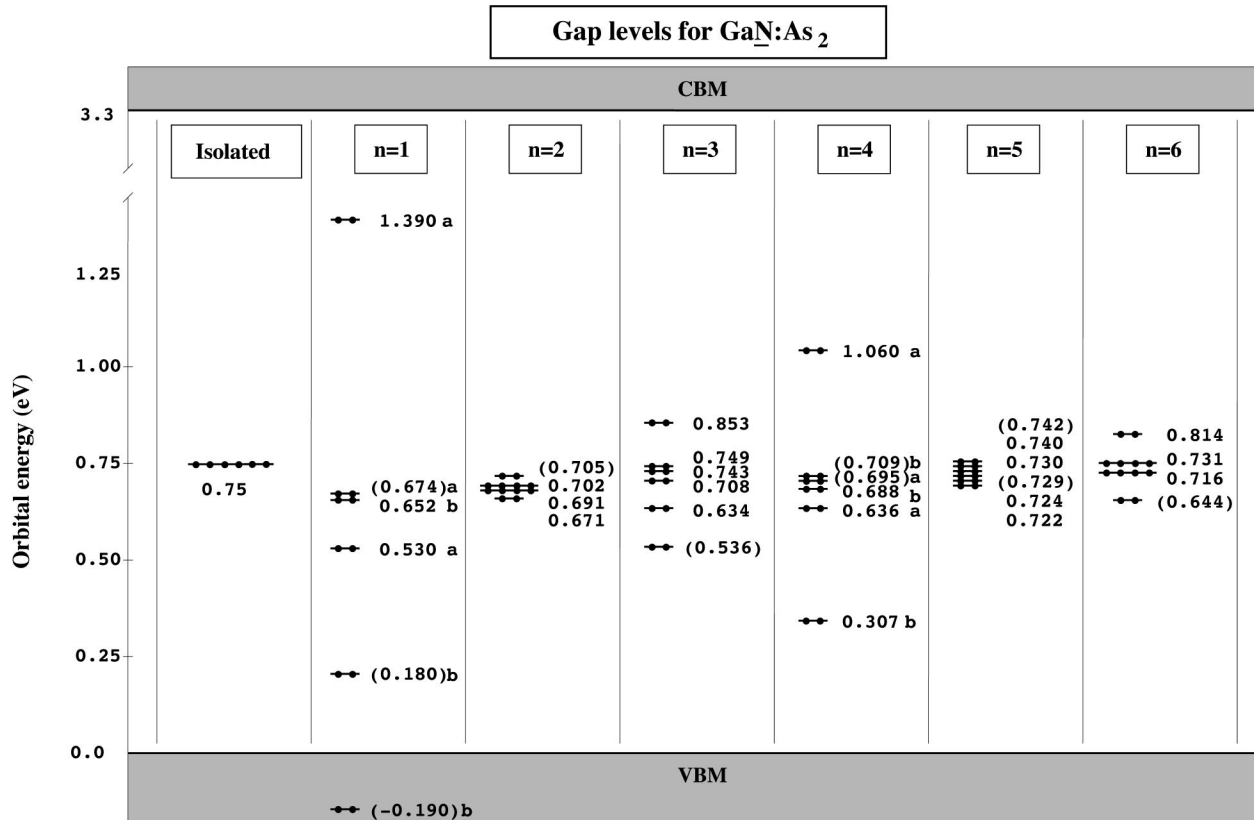 Gap levels for GaN:As2
CBM
3.3
Isolated
n=1
n=2
n=3
n=4
n=5
n=6
Orbital energy (eV)
1.25
1.00
0.75
0.50
0.25
0.0
0.75
1.390 a
(0.674)a
0.652 b
0.530 a
(0.180)b
(-0.190)b
(0.705)
0.702
0.691
0.671
0.853
0.749
0.743
0.708
0.634
(0.536)
1.060 a
(0.709)b
(0.695)a
0.688 b
0.636 a
0.307 b
(0.742)
0.740
0.730
(0.729)
0.724
0.722
0.814
0.731
0.716
(0.644)
VBM